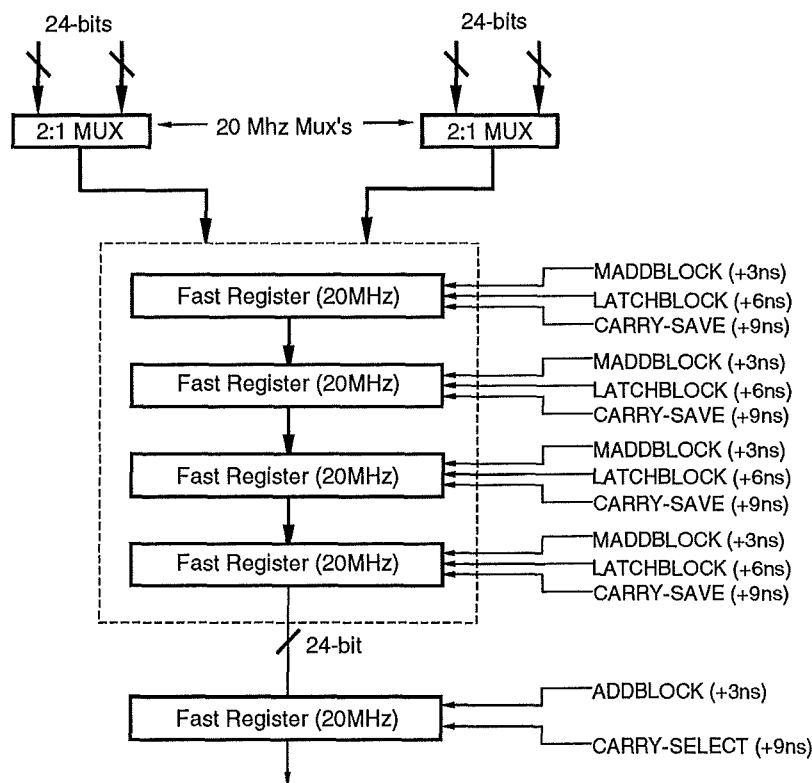 24-bits
24-bits
2:1 MUX
20 Mhz Mux's
2:1 MUX
MADDBLOCK (+3ns)
Fast Register (20MHz)
LATCHBLOCK (+6ns)
CARRY-SAVE (+9ns)
MADDBLOCK (+3ns)
Fast Register (20MHz)
LATCHBLOCK (+6ns)
CARRY-SAVE (+9ns)
MADDBLOCK (+3ns)
Fast Register (20MHz)
LATCHBLOCK (+6ns)
CARRY-SAVE (+9ns)
MADDBLOCK (+3ns)
Fast Register (20MHz)
LATCHBLOCK (+6ns)
CARRY-SAVE (+9ns)
24-bit
ADDBLOCK (+3ns)
Fast Register (20MHz)
CARRY-SELECT (+9ns)